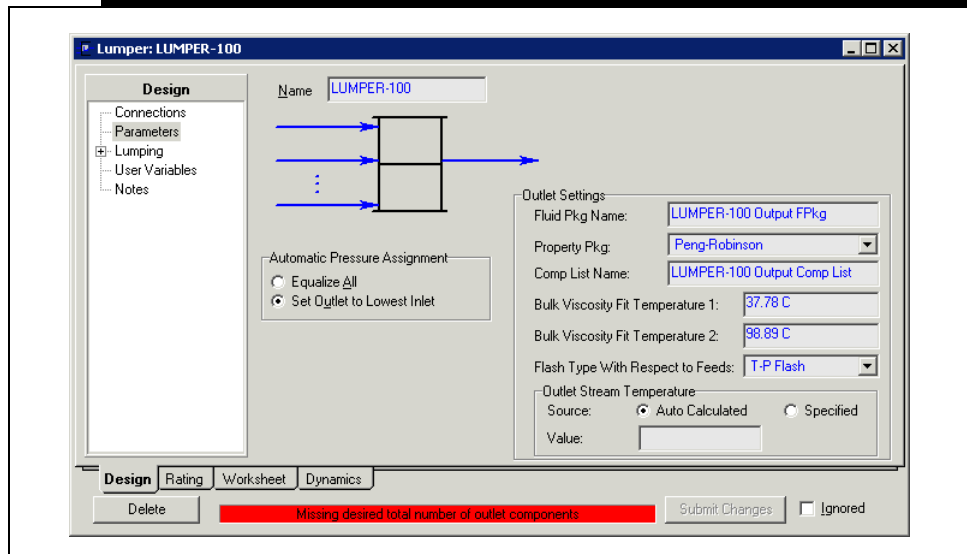 Lumper: LUMPER-100
Design
Connections
Parameters
Lumping
User Variables
Notes
Name LUMPER-100
Automatic Pressure Assignment
Equalize All
Set Outlet to Lowest Inlet
Outlet Settings
Fluid Pkg Name: LUMPER-100 Output FPkg
Property Pkg: Peng-Robinson
Comp List Name: LUMPER-100 Output Comp List
Bulk Viscosity Fit Temperature 1: 37.78 C
Bulk Viscosity Fit Temperature 2: 98.89 C
Flash Type With Respect to Feeds: T-P Flash
Outlet Stream Temperature
Source: Auto Calculated Specified
Value:
Design Rating Worksheet Dynamics
Delete Missing desired total number of outlet components Submit Changes Ignored